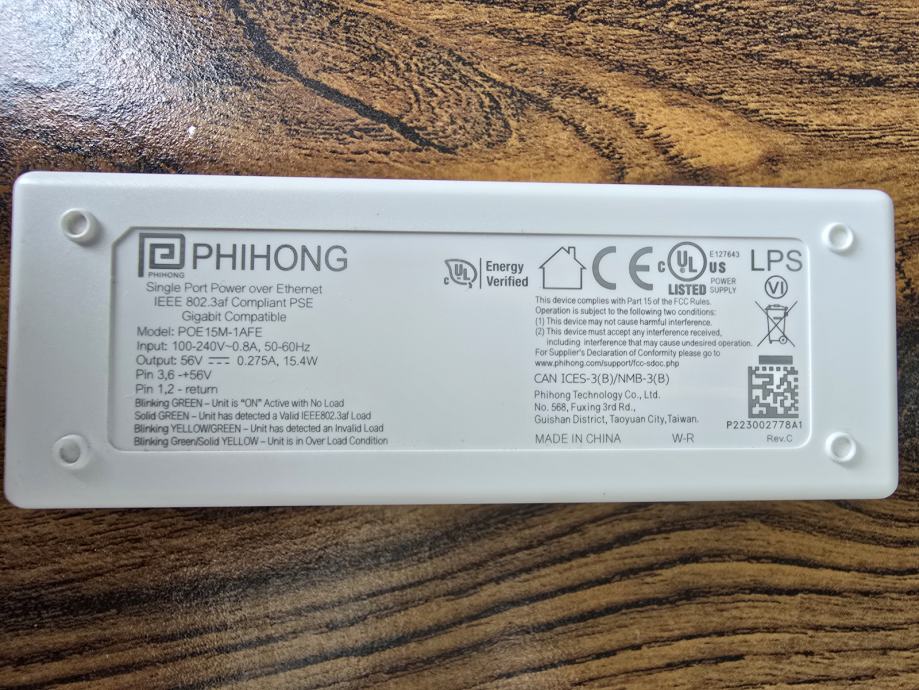 PHIHONG
PHIHONG
Single Port Power over Ethernet
IEEE 802.3af Compliant PSE
Gigabit Compatible
Model: POE15M-1AFE
Input: 100-240V~0.8A, 50-60Hz
Output: 56V ⎓ 0.275A, 15.4W
Pin 3,6 -+56V
Pin 1,2 - return
Blinking GREEN – Unit is "ON" Active with No Load
Solid GREEN – Unit has detected a Valid IEEE802.3af Load
Blinking YELLOW/GREEN – Unit has detected an Invalid Load
Blinking Green/Solid YELLOW – Unit is in Over Load Condition
c UL Energy Verified
CE
c UL US LISTED
E127643
POWER SUPPLY
LPS
VI
This device complies with Part 15 of the FCC Rules.
Operation is subject to the following two conditions:
(1) This device may not cause harmful interference.
(2) This device must accept any interference received,
including interference that may cause undesired operation.
For Supplier's Declaration of Conformity please go to
www.phihong.com/support/fcc-sdoc.php
CAN ICES-3(B)/NMB-3(B)
Phihong Technology Co., Ltd.
No. 568, Fuxing 3rd Rd.,
Guishan District, Taoyuan City,Taiwan.
MADE IN CHINA W-R
P223002778A1
Rev.C